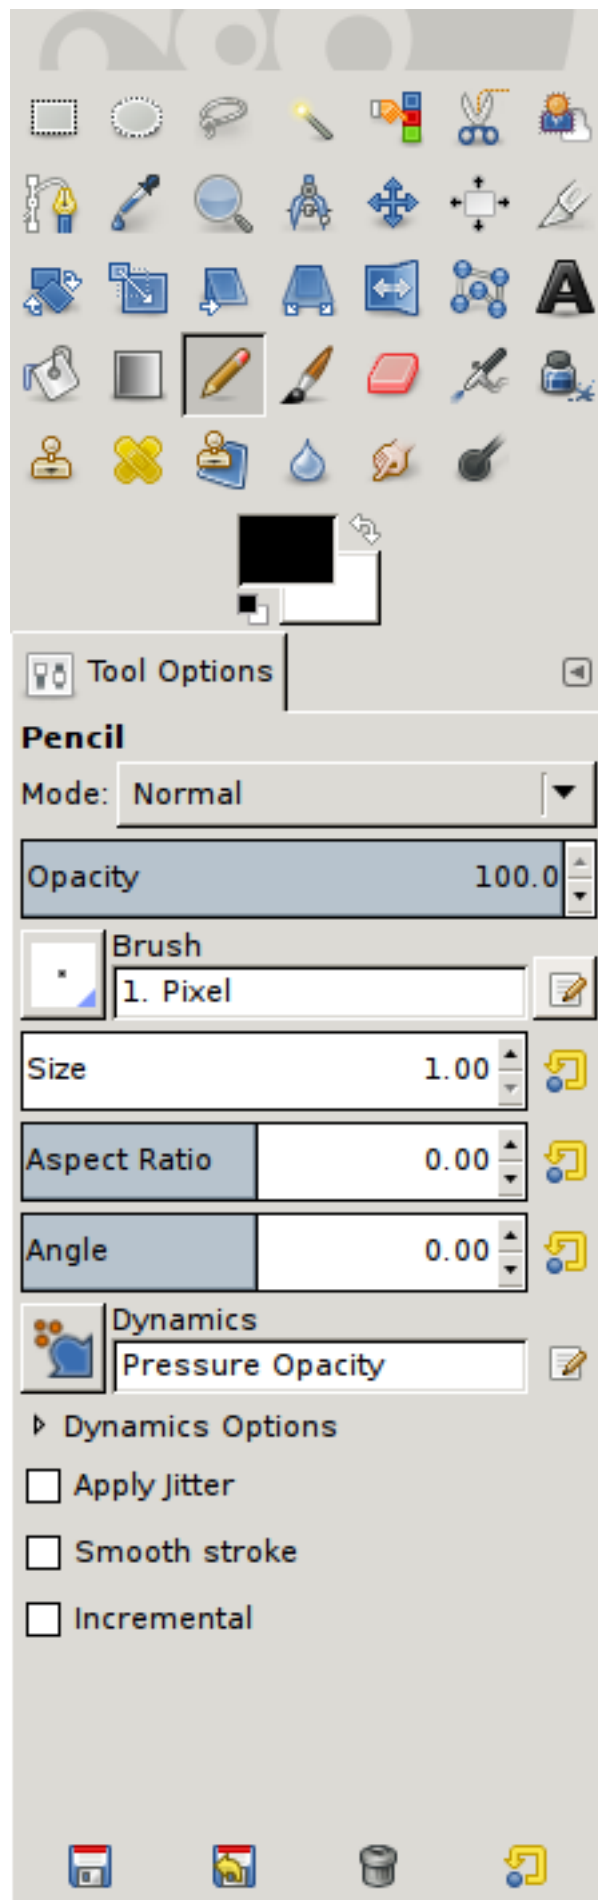 Tool Options
Pencil
Mode: Normal
Opacity 100.0
Brush
1. Pixel
Size 1.00
Aspect Ratio 0.00
Angle 0.00
Dynamics
Pressure Opacity
Dynamics Options
Apply Jitter
Smooth stroke
Incremental